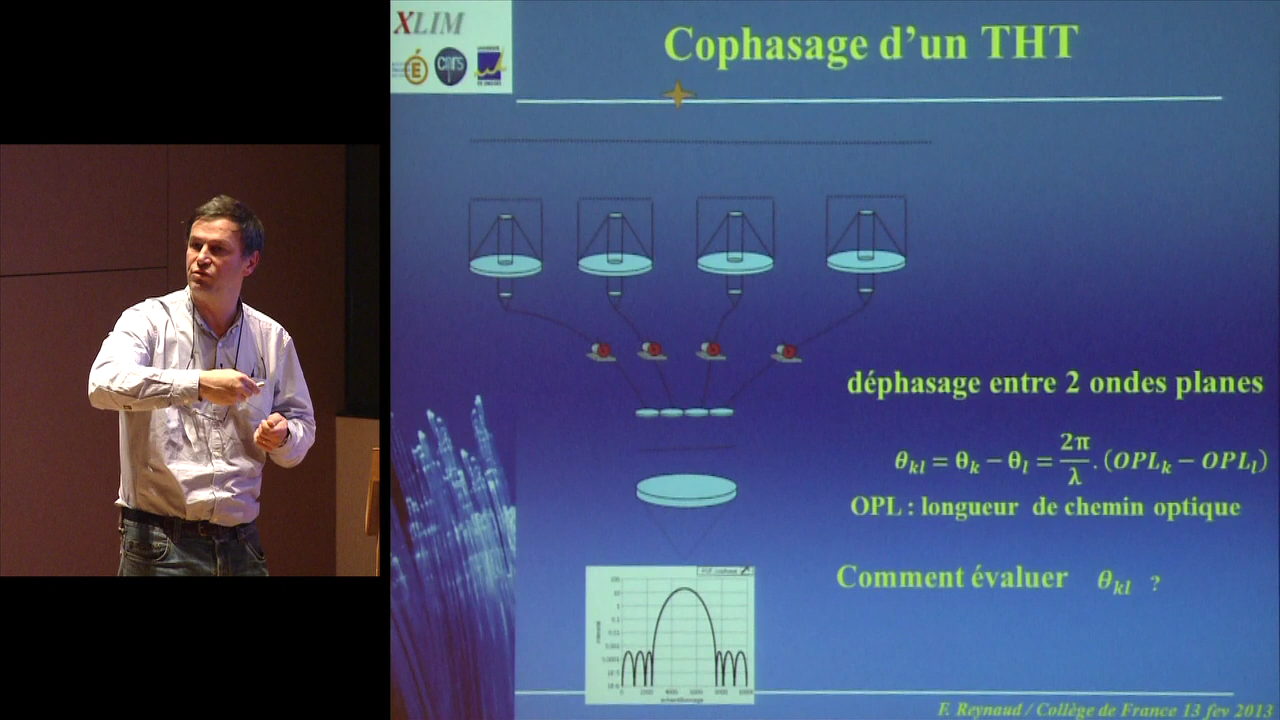 XLIM
cnrs
Cophasage d'un THT
déphasage entre 2 ondes planes
θₖₗ = θₖ − θₗ = 2π/λ . (OPLₖ − OPLₗ)
OPL : longueur de chemin optique
Comment évaluer θₖₗ ?
F. Reynaud / Collège de France 13 fev 2013